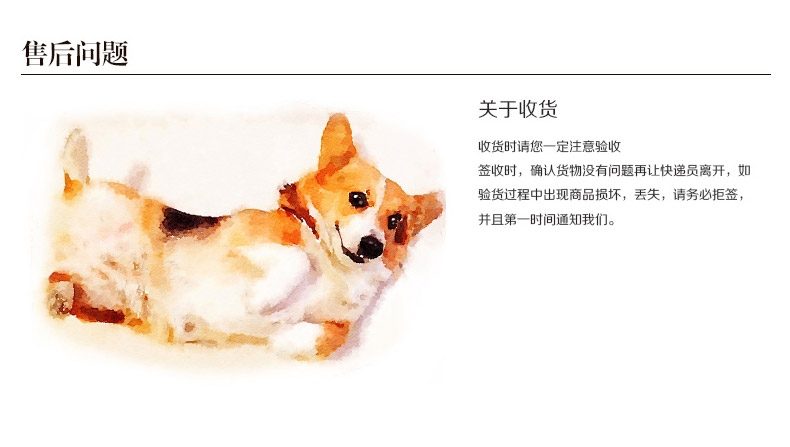 售后问题
关于收货
收货时请您一定注意验收
签收时，确认货物没有问题再让快递员离开，如
验货过程中出现商品损坏，丢失，请务必拒签，
并且第一时间通知我们。